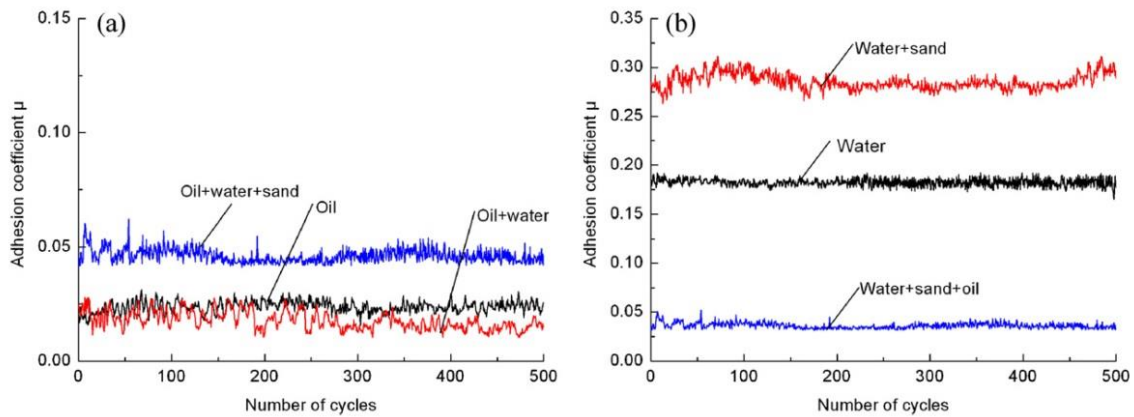 (a)
0.15
0.10
0.05
0.00
Adhesion coefficient μ
Oil+water+sand
Oil
Oil+water
0 100 200 300 400 500
Number of cycles
(b)
0.35
0.30
0.25
0.20
0.15
0.10
0.05
0.00
Adhesion coefficient μ
Water+sand
Water
Water+sand+oil
0 100 200 300 400 500
Number of cycles